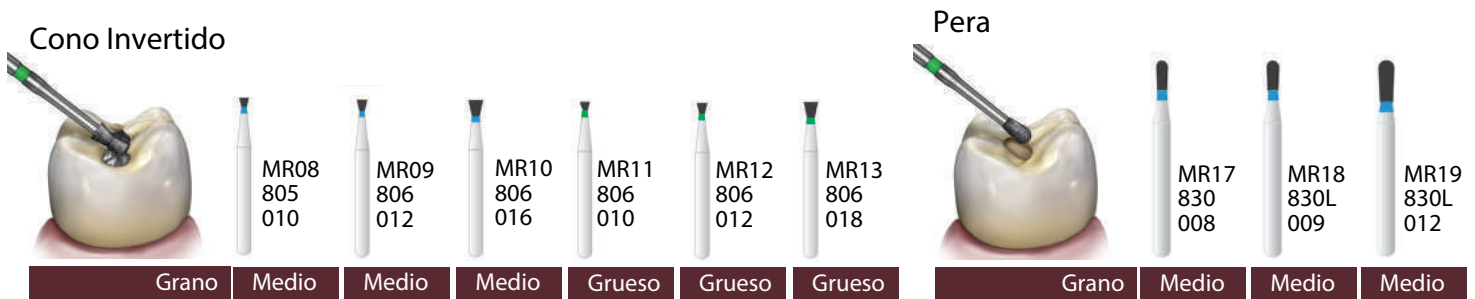 Cono Invertido
MR08
805
010
MR09
806
012
MR10
806
016
MR11
806
010
MR12
806
012
MR13
806
018
Grano Medio Medio Medio Grueso Grueso Grueso
Pera
MR17
830
008
MR18
830L
009
MR19
830L
012
Grano Medio Medio Medio